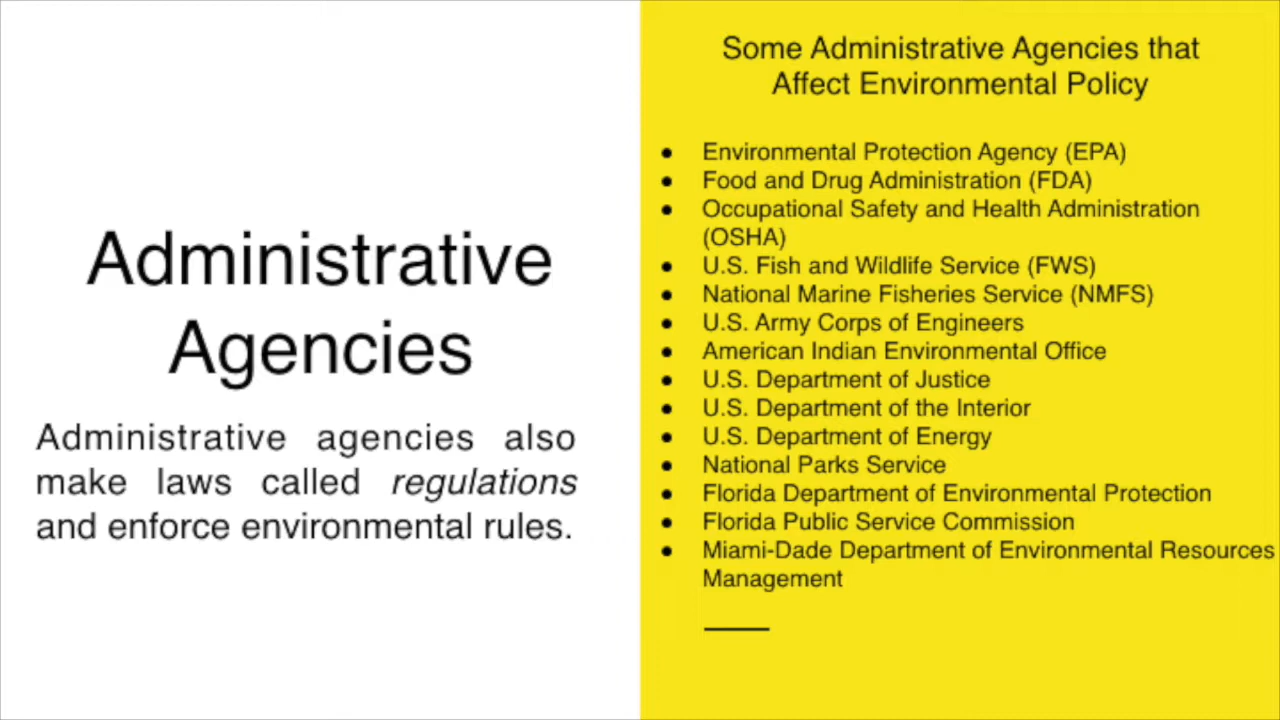 Administrative
Agencies
Administrative agencies also
make laws called regulations
and enforce environmental rules.
Some Administrative Agencies that
Affect Environmental Policy
● Environmental Protection Agency (EPA)
● Food and Drug Administration (FDA)
● Occupational Safety and Health Administration
(OSHA)
● U.S. Fish and Wildlife Service (FWS)
● National Marine Fisheries Service (NMFS)
● U.S. Army Corps of Engineers
● American Indian Environmental Office
● U.S. Department of Justice
● U.S. Department of the Interior
● U.S. Department of Energy
● National Parks Service
● Florida Department of Environmental Protection
● Florida Public Service Commission
● Miami-Dade Department of Environmental Resources
Management